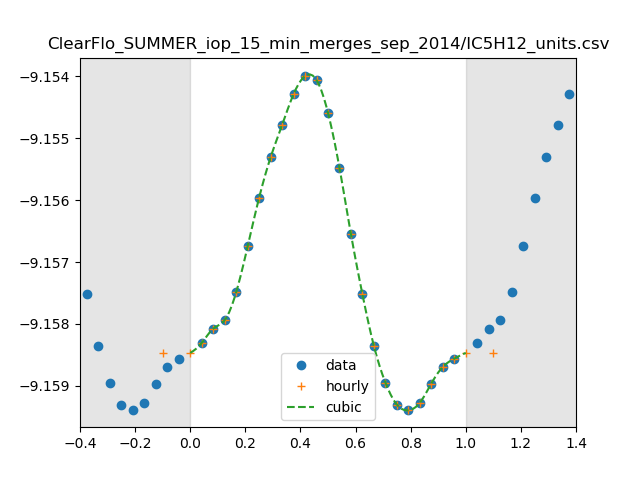 ClearFlo_SUMMER_iop_15_min_merges_sep_2014/IC5H12_units.csv
−9.154
−9.155
−9.156
−9.157
−9.158
−9.159
data
hourly
cubic
−0.4 −0.2 0.0 0.2 0.4 0.6 0.8 1.0 1.2 1.4